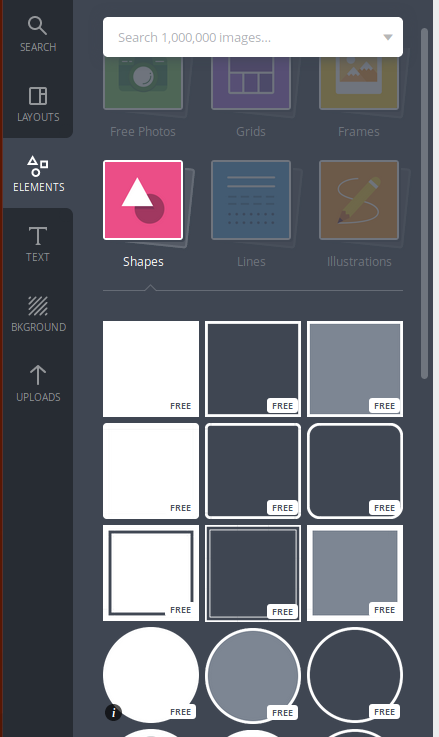 SEARCH
LAYOUTS
ELEMENTS
TEXT
BKGROUND
UPLOADS
Search 1,000,000 images...
Free Photos Grids Frames
Shapes Lines Illustrations
FREE FREE FREE
FREE FREE FREE
FREE FREE FREE
i FREE FREE FREE